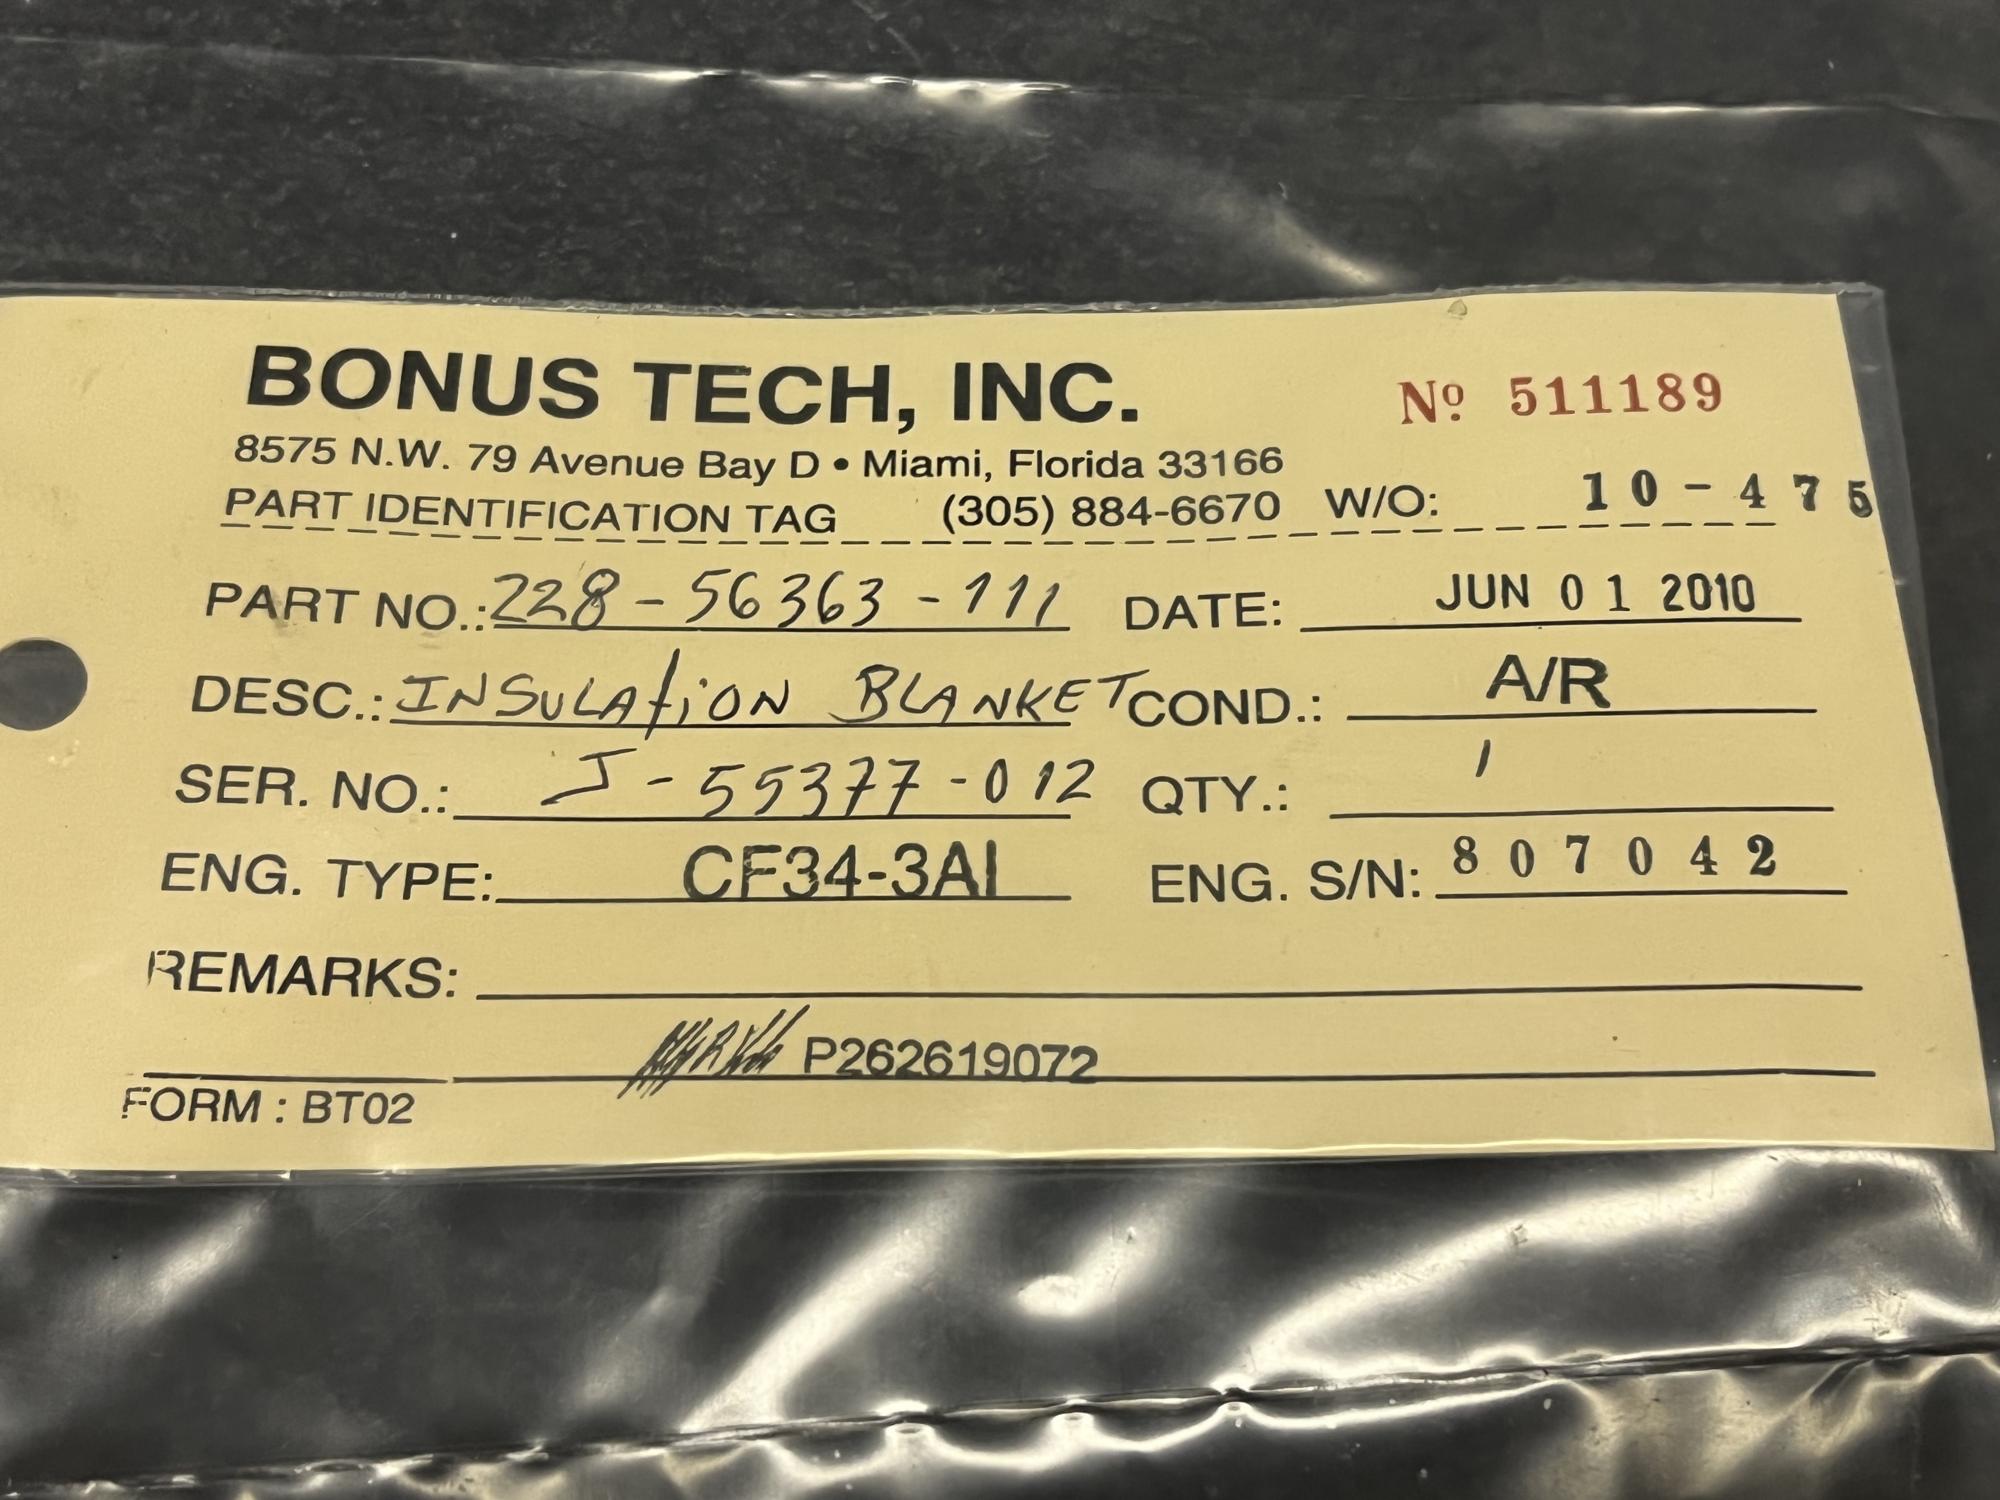 BONUS TECH, INC. Nº 511189
8575 N.W. 79 Avenue Bay D • Miami, Florida 33166
PART IDENTIFICATION TAG (305) 884-6670 W/O: 10-475
PART NO.: 228-56363-111 DATE: JUN 01 2010
DESC.: INSULATION BLANKET COND.: A/R
SER. NO.: J-55377-012 QTY.: 1
ENG. TYPE: CF34-3A1 ENG. S/N: 807042
REMARKS:
P262619072
FORM : BT02